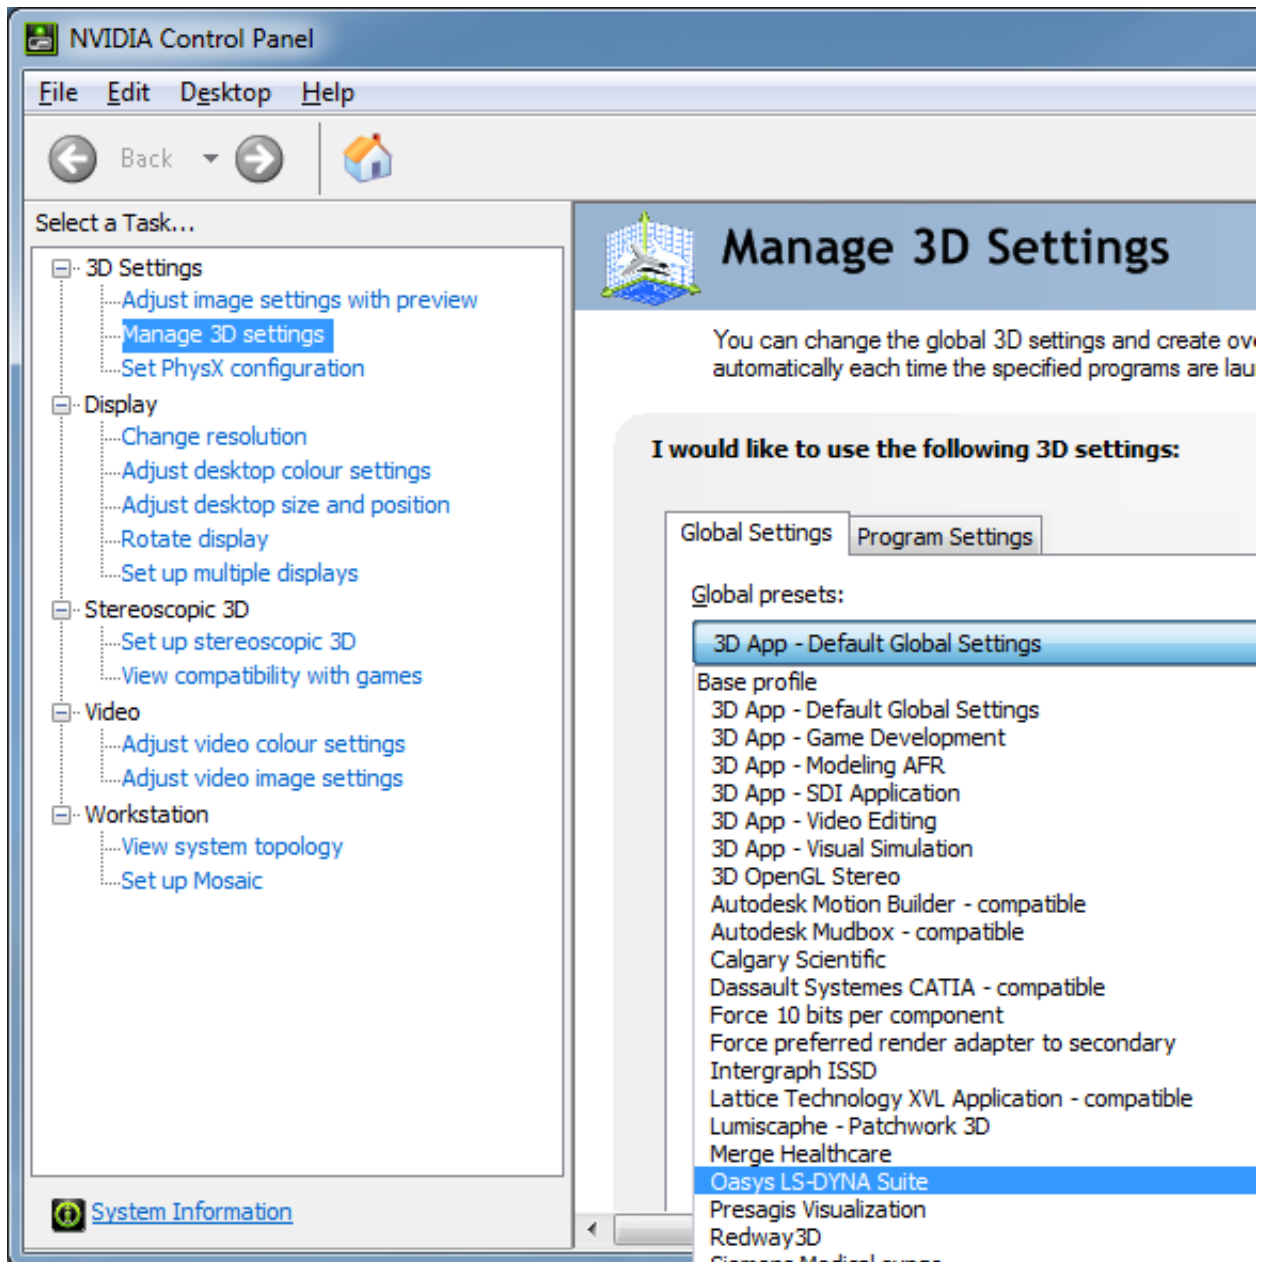 NVIDIA Control Panel
File Edit Desktop Help
Back
Select a Task...
3D Settings
Adjust image settings with preview
Manage 3D settings
Set PhysX configuration
Display
Change resolution
Adjust desktop colour settings
Adjust desktop size and position
Rotate display
Set up multiple displays
Stereoscopic 3D
Set up stereoscopic 3D
View compatibility with games
Video
Adjust video colour settings
Adjust video image settings
Workstation
View system topology
Set up Mosaic
System Information
Manage 3D Settings
You can change the global 3D settings and create ov
automatically each time the specified programs are lau
I would like to use the following 3D settings:
Global Settings Program Settings
Global presets:
3D App - Default Global Settings
Base profile
3D App - Default Global Settings
3D App - Game Development
3D App - Modeling AFR
3D App - SDI Application
3D App - Video Editing
3D App - Visual Simulation
3D OpenGL Stereo
Autodesk Motion Builder - compatible
Autodesk Mudbox - compatible
Calgary Scientific
Dassault Systemes CATIA - compatible
Force 10 bits per component
Force preferred render adapter to secondary
Intergraph ISSD
Lattice Technology XVL Application - compatible
Lumiscaphe - Patchwork 3D
Merge Healthcare
Oasys LS-DYNA Suite
Presagis Visualization
Redway3D